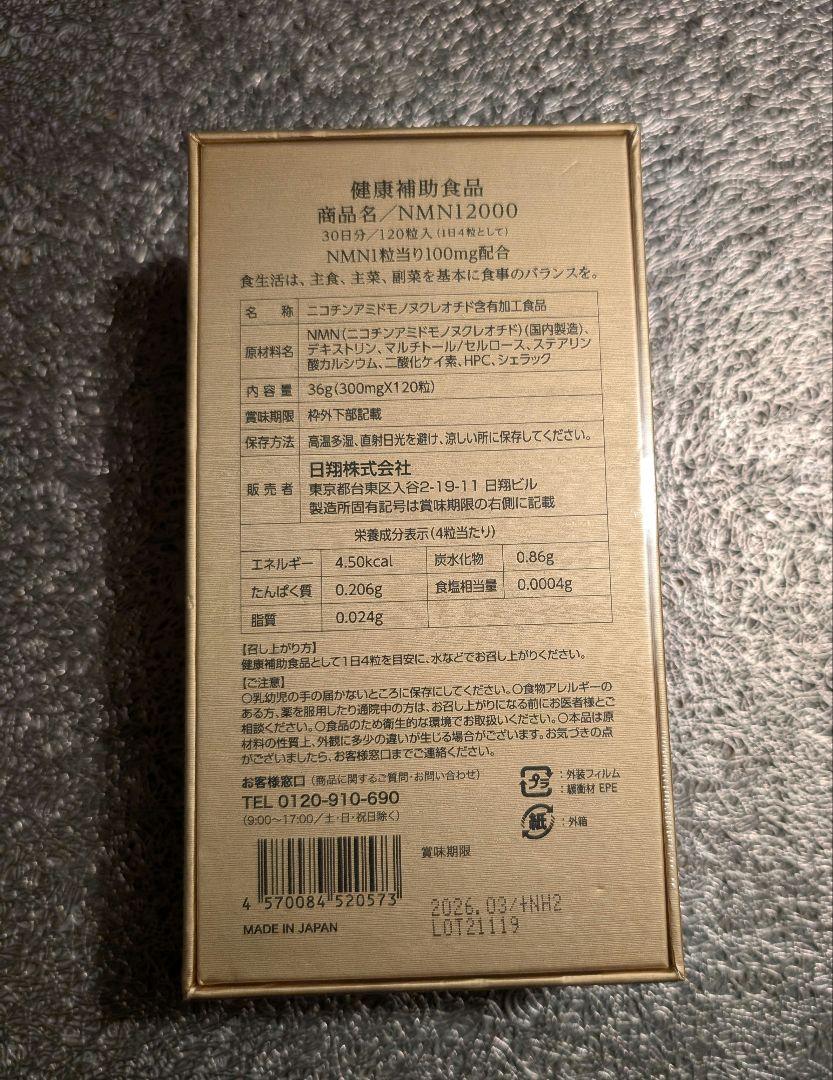 健康補助食品
商品名／NMN12000
30日分／120粒入（1日4粒として）
NMN1粒当り100mg配合
食生活は、主食、主菜、副菜を基本に食事のバランスを。
名　称 ニコチンアミドモノヌクレオチド含有加工食品
原材料名 NMN(ニコチンアミドモノヌクレオチド)(国内製造)、
デキストリン、マルチトール/セルロース、ステアリン
酸カルシウム、二酸化ケイ素、HPC、シェラック
内容量 36g(300mgX120粒)
賞味期限 枠外下部記載
保存方法 高温多湿、直射日光を避け、涼しい所に保存してください。
販売者 日翔株式会社
東京都台東区入谷2-19-11 日翔ビル
製造所固有記号は賞味期限の右側に記載
栄養成分表示(4粒当たり)
エネルギー 4.50kcal 炭水化物 0.86g
たんぱく質 0.206g 食塩相当量 0.0004g
脂質 0.024g
【召し上がり方】
健康補助食品として1日4粒を目安に、水などでお召し上がりください。
【ご注意】
○乳幼児の手の届かないところに保存にしてください。○食物アレルギーの
ある方、薬を服用したり通院中の方は、お召し上がりになる前にお医者様とご
相談ください。○食品のため衛生的な環境でお取扱いください。○本品は原
材料の性質上、外観に多少の違いが生じる場合がございます。お気づきの点
がございましたら、お客様窓口までご連絡ください。
お客様窓口（商品に関するご質問・お問い合わせ）
TEL 0120-910-690
（9:00〜17:00／土・日・祝日除く）
プラ：外装フィルム
：緩衝材 EPE
紙：外箱
賞味期限
4 570084 520573
2026.03/+NH2
LOT21119
MADE IN JAPAN